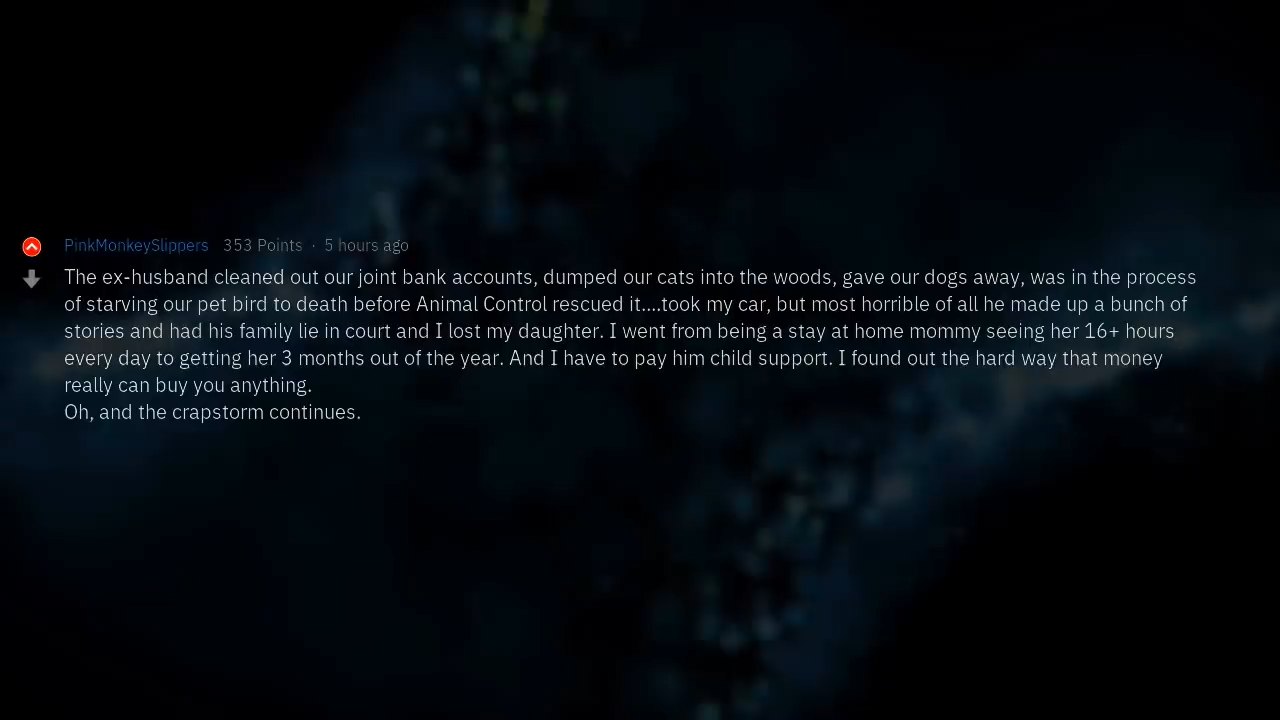 PinkMonkeySlippers 353 Points · 5 hours ago
The ex-husband cleaned out our joint bank accounts, dumped our cats into the woods, gave our dogs away, was in the process
of starving our pet bird to death before Animal Control rescued it....took my car, but most horrible of all he made up a bunch of
stories and had his family lie in court and I lost my daughter. I went from being a stay at home mommy seeing her 16+ hours
every day to getting her 3 months out of the year. And I have to pay him child support. I found out the hard way that money
really can buy you anything.
Oh, and the crapstorm continues.